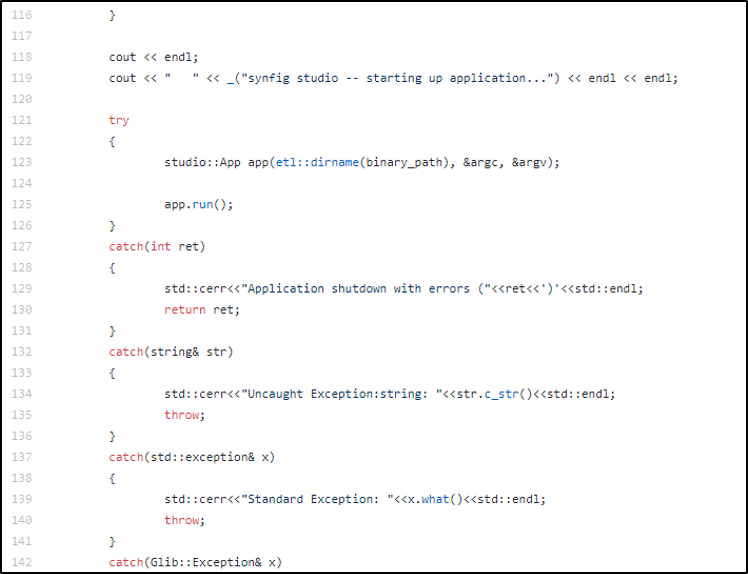 116 }
117
118 cout << endl;
119 cout << "   " << _("synfig studio -- starting up application...") << endl << endl;
120
121 try
122 {
123 studio::App app(etl::dirname(binary_path), &argc, &argv);
124
125 app.run();
126 }
127 catch(int ret)
128 {
129 std::cerr<<"Application shutdown with errors ("<<ret<<')'<<std::endl;
130 return ret;
131 }
132 catch(string& str)
133 {
134 std::cerr<<"Uncaught Exception:string: "<<str.c_str()<<std::endl;
135 throw;
136 }
137 catch(std::exception& x)
138 {
139 std::cerr<<"Standard Exception: "<<x.what()<<std::endl;
140 throw;
141 }
142 catch(Glib::Exception& x)